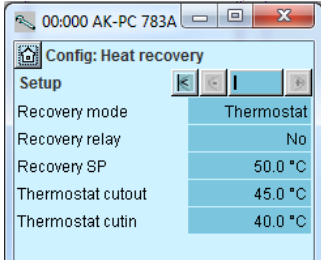 00:000 AK-PC 783A
Config: Heat recovery
Setup
Recovery mode Thermostat
Recovery relay No
Recovery SP 50.0 °C
Thermostat cutout 45.0 °C
Thermostat cutin 40.0 °C